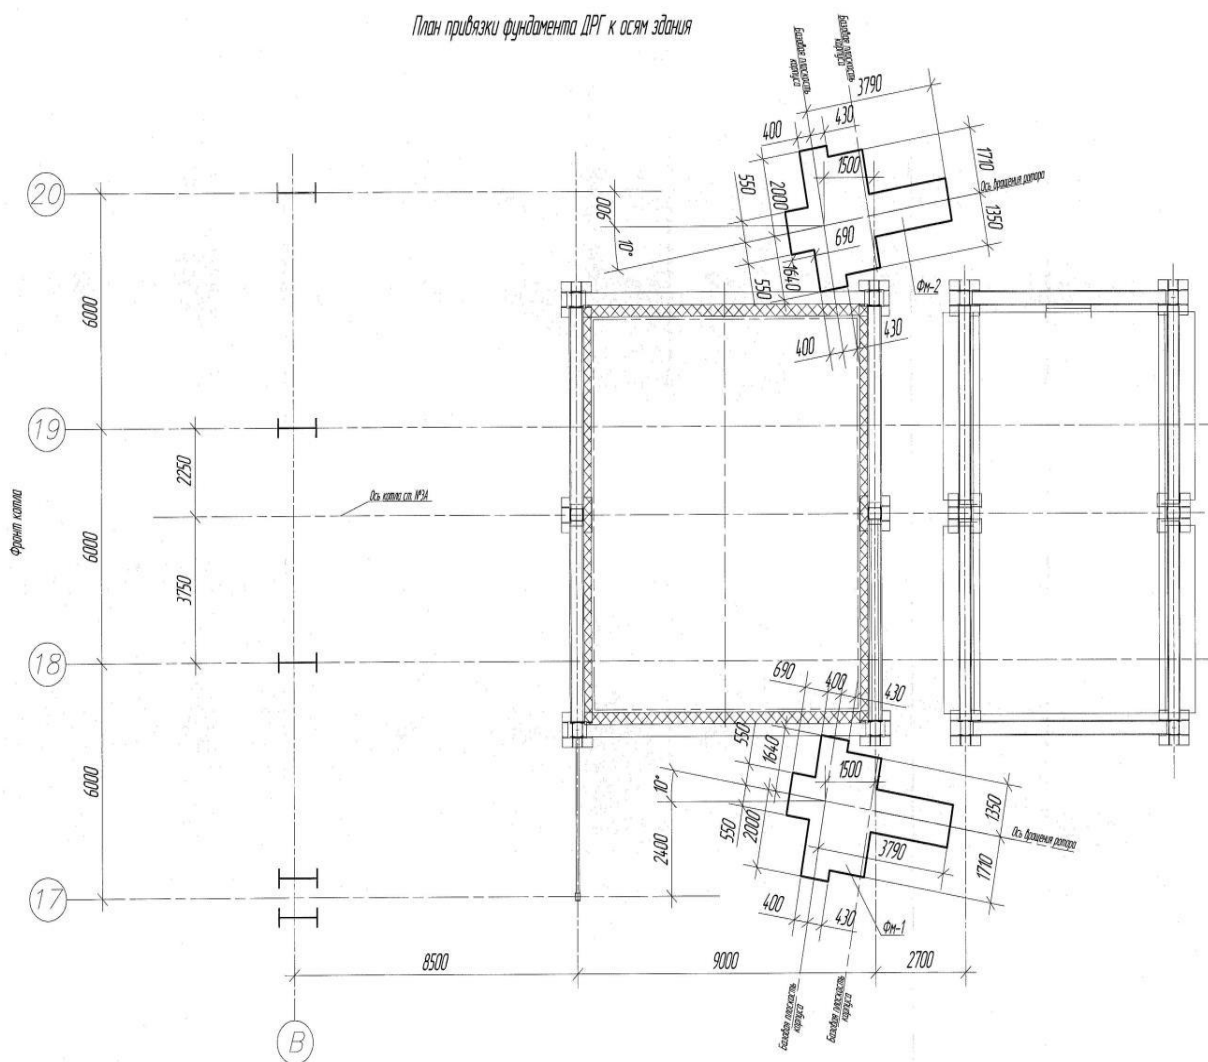 План привязки фундамента ДРГ к осям здания
Базовая плоскость
корпуса
Базовая плоскость
корпуса
3790
400
430
1710
1500
550
2000
Ось вращения ротора
20
900
1350
10°
690
550
1640
Фм-2
6000
400
430
19
2250
Ось котла ст. №3А
Фронт котла
6000
3750
18
690
400
430
550
1640
10°
1500
6000
1350
550
2000
Ось вращения ротора
2400
3790
1710
17
400
430
Фм-1
8500
9000
2700
Базовая плоскость
корпуса
Базовая плоскость
корпуса
В